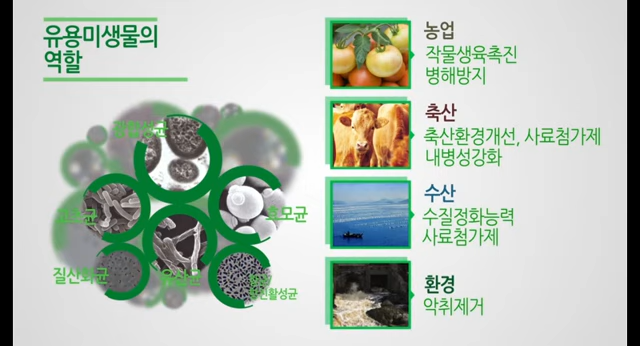 유용미생물의
역할
광합성균
고초균
효모균
질산화균
유산균
농업
작물생육촉진
병해방지
축산
축산환경개선, 사료첨가제
내병성강화
수산
수질정화능력
사료첨가제
환경
악취제거